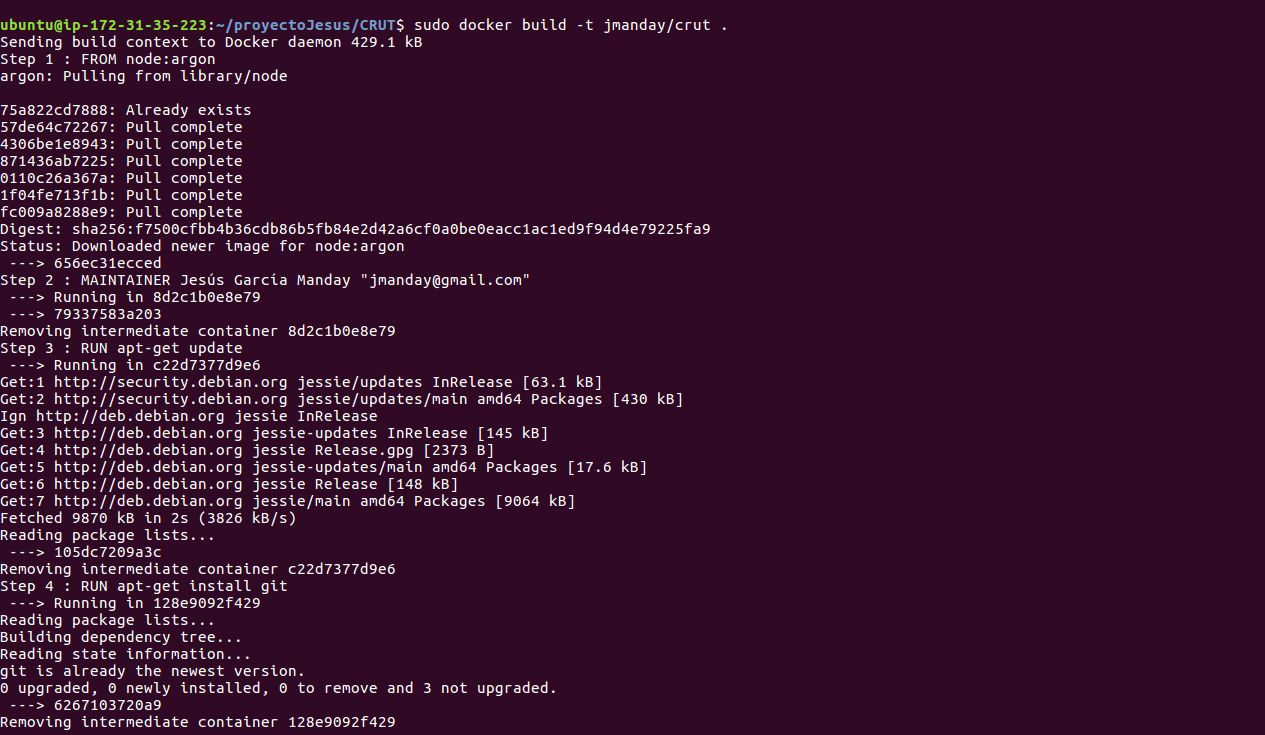 ubuntu@ip-172-31-35-223:~/proyectoJesus/CRUT$ sudo docker build -t jmanday/crut .
Sending build context to Docker daemon 429.1 kB
Step 1 : FROM node:argon
argon: Pulling from library/node
75a822cd7888: Already exists
57de64c72267: Pull complete
4306be1e8943: Pull complete
871436ab7225: Pull complete
0110c26a367a: Pull complete
1f04fe713f1b: Pull complete
fc009a8288e9: Pull complete
Digest: sha256:f7500cfbb4b36cdb86b5fb84e2d42a6cf0a0be0eacc1ac1ed9f94d4e79225fa9
Status: Downloaded newer image for node:argon
 ---> 656ec31ecced
Step 2 : MAINTAINER Jesús García Manday "jmanday@gmail.com"
 ---> Running in 8d2c1b0e8e79
 ---> 79337583a203
Removing intermediate container 8d2c1b0e8e79
Step 3 : RUN apt-get update
 ---> Running in c22d7377d9e6
Get:1 http://security.debian.org jessie/updates InRelease [63.1 kB]
Get:2 http://security.debian.org jessie/updates/main amd64 Packages [430 kB]
Ign http://deb.debian.org jessie InRelease
Get:3 http://deb.debian.org jessie-updates InRelease [145 kB]
Get:4 http://deb.debian.org jessie Release.gpg [2373 B]
Get:5 http://deb.debian.org jessie-updates/main amd64 Packages [17.6 kB]
Get:6 http://deb.debian.org jessie Release [148 kB]
Get:7 http://deb.debian.org jessie/main amd64 Packages [9064 kB]
Fetched 9870 kB in 2s (3826 kB/s)
Reading package lists...
 ---> 105dc7209a3c
Removing intermediate container c22d7377d9e6
Step 4 : RUN apt-get install git
 ---> Running in 128e9092f429
Reading package lists...
Building dependency tree...
Reading state information...
git is already the newest version.
0 upgraded, 0 newly installed, 0 to remove and 3 not upgraded.
 ---> 6267103720a9
Removing intermediate container 128e9092f429